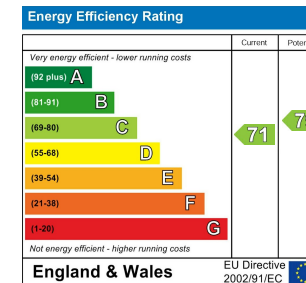 Energy Efficiency Rating
Current
Very energy efficient - lower running costs
(92 plus) A
(81-91) B
(69-80) C
(55-68) D
(39-54) E
(21-38) F
(1-20) G
71
Not energy efficient - higher running costs
England & Wales
EU Directive
2002/91/EC